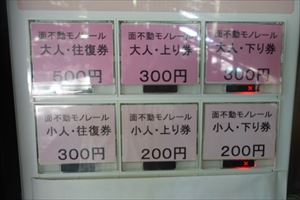 面不動モノレール
大人・往復券
500円
面不動モノレール
大人・上り券
300円
面不動モノレール
大人・下り券
300円
面不動モノレール
小人・往復券
300円
面不動モノレール
小人・上り券
200円
面不動モノレール
小人・下り券
200円